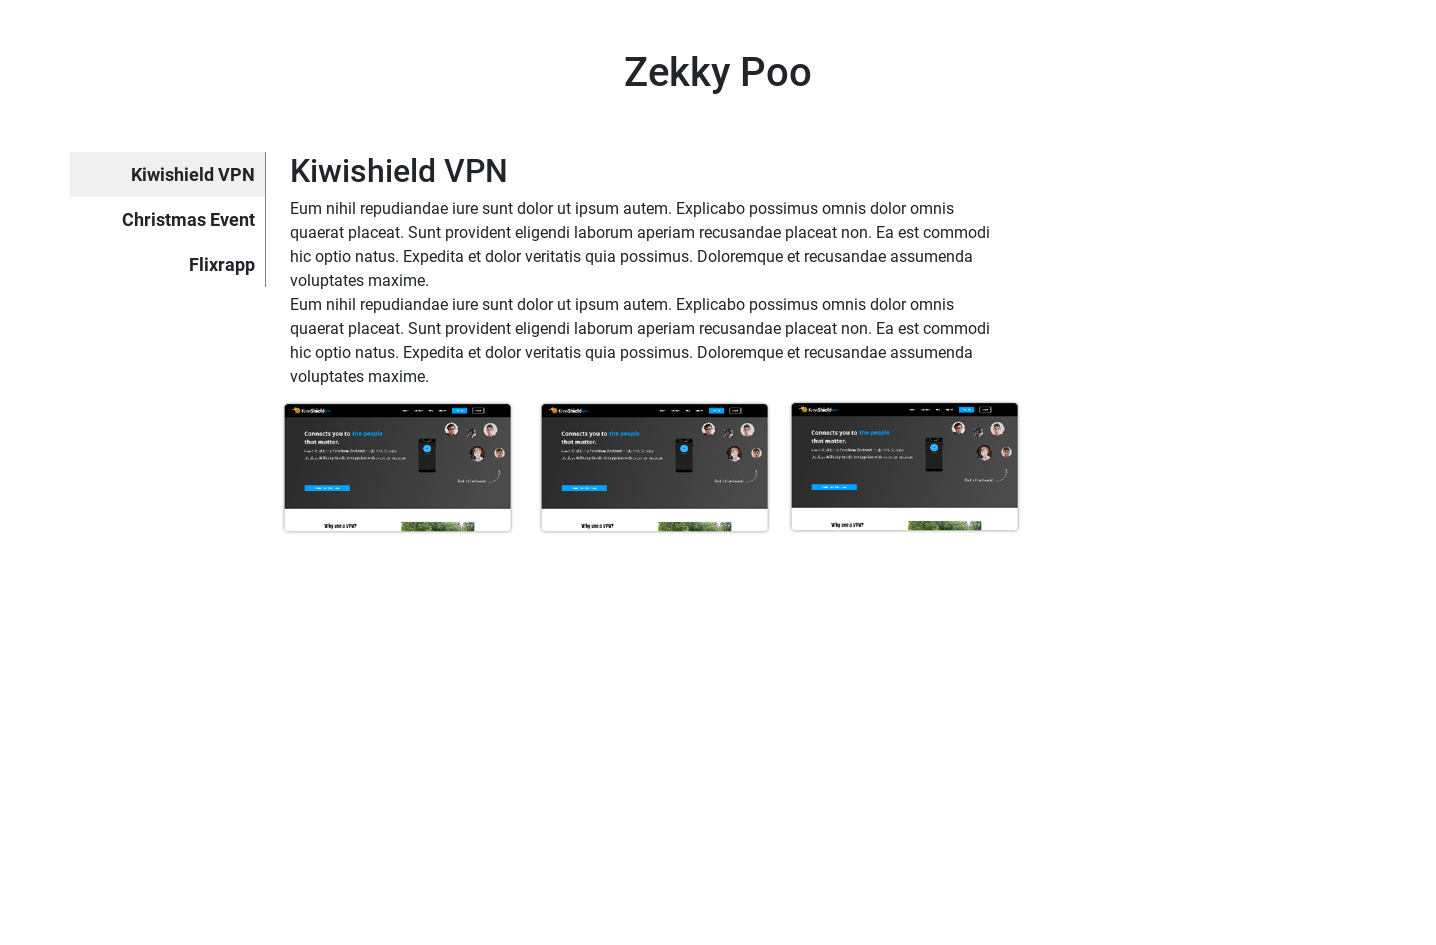 Zekky Poo
Kiwishield VPN
Christmas Event
Flixrapp
Kiwishield VPN
Eum nihil repudiandae iure sunt dolor ut ipsum autem. Explicabo possimus omnis dolor omnis
quaerat placeat. Sunt provident eligendi laborum aperiam recusandae placeat non. Ea est commodi
hic optio natus. Expedita et dolor veritatis quia possimus. Doloremque et recusandae assumenda
voluptates maxime.
Eum nihil repudiandae iure sunt dolor ut ipsum autem. Explicabo possimus omnis dolor omnis
quaerat placeat. Sunt provident eligendi laborum aperiam recusandae placeat non. Ea est commodi
hic optio natus. Expedita et dolor veritatis quia possimus. Doloremque et recusandae assumenda
voluptates maxime.
Connects you to the people
that matter.
Why use a VPN?
Connects you to the people
that matter.
Why use a VPN?
Connects you to the people
that matter.
Why use a VPN?